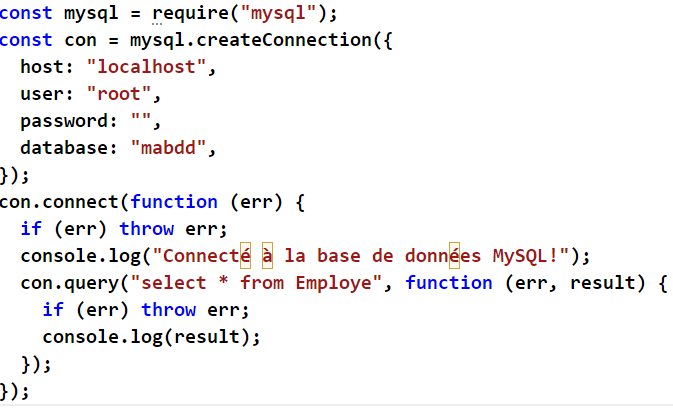 const mysql = require("mysql");
const con = mysql.createConnection({
  host: "localhost",
  user: "root",
  password: "",
  database: "mabdd",
});
con.connect(function (err) {
  if (err) throw err;
  console.log("Connecté à la base de données MySQL!");
  con.query("select * from Employe", function (err, result) {
    if (err) throw err;
    console.log(result);
  });
});